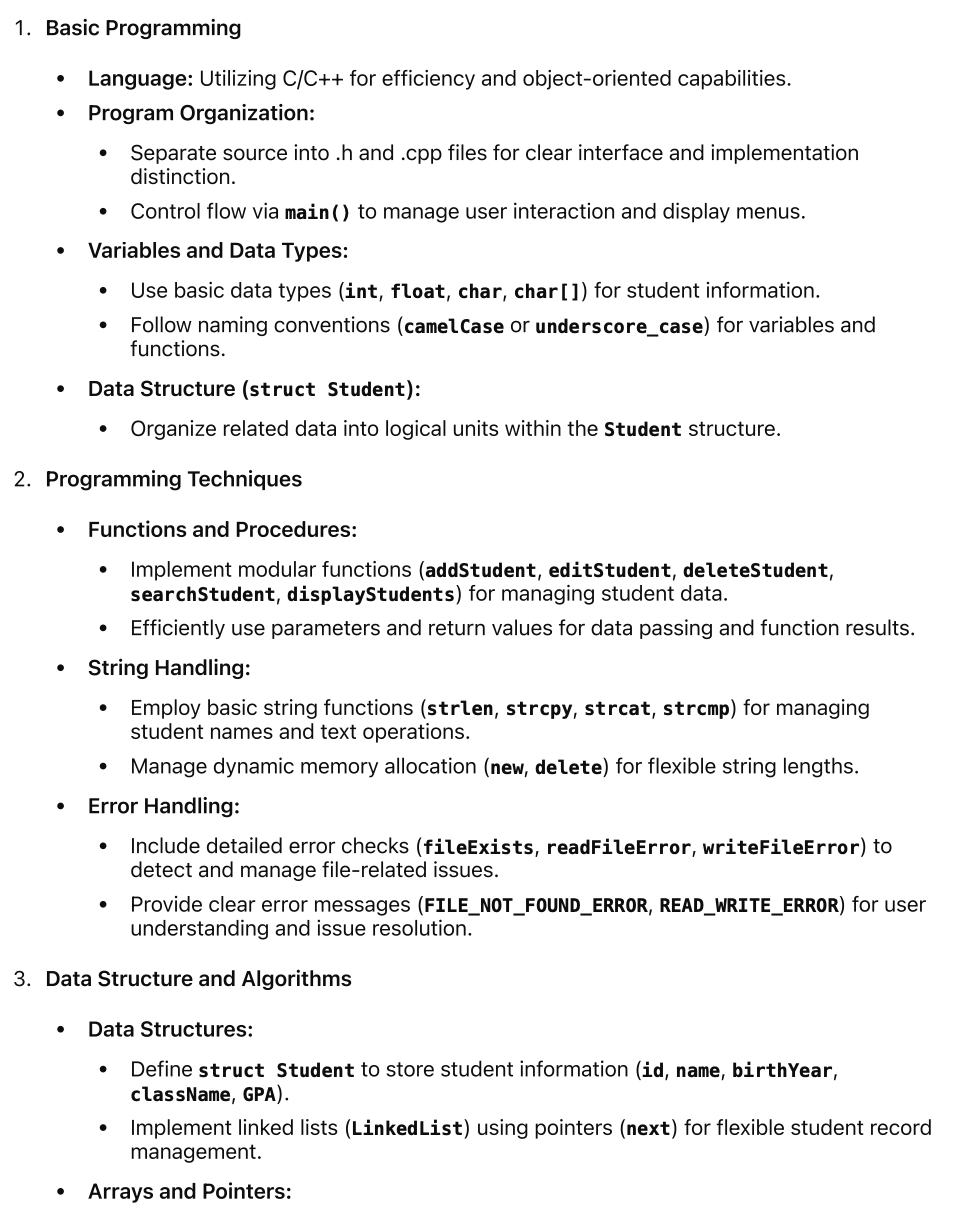 1. Basic Programming
• Language: Utilizing C/C++ for efficiency and object-oriented capabilities.
• Program Organization:
• Separate source into .h and .cpp files for clear interface and implementation
distinction.
• Control flow via main() to manage user interaction and display menus.
• Variables and Data Types:
• Use basic data types (int, float, char, char[]) for student information.
• Follow naming conventions (camelCase or underscore_case) for variables and
functions.
• Data Structure (struct Student):
• Organize related data into logical units within the Student structure.
2. Programming Techniques
• Functions and Procedures:
• Implement modular functions (addStudent, editStudent, deleteStudent,
searchStudent, displayStudents) for managing student data.
• Efficiently use parameters and return values for data passing and function results.
• String Handling:
• Employ basic string functions (strlen, strcpy, strcat, strcmp) for managing
student names and text operations.
• Manage dynamic memory allocation (new, delete) for flexible string lengths.
• Error Handling:
• Include detailed error checks (fileExists, readFileError, writeFileError) to
detect and manage file-related issues.
• Provide clear error messages (FILE_NOT_FOUND_ERROR, READ_WRITE_ERROR) for user
understanding and issue resolution.
3. Data Structure and Algorithms
• Data Structures:
• Define struct Student to store student information (id, name, birthYear,
className, GPA).
• Implement linked lists (LinkedList) using pointers (next) for flexible student record
management.
• Arrays and Pointers: